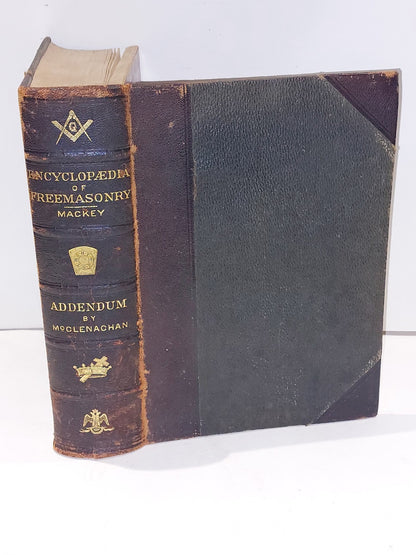 G
ENCYCLOPÆDIA
OF
FREEMASONRY
MACKEY
ADDENDUM
BY
McCLENACHAN